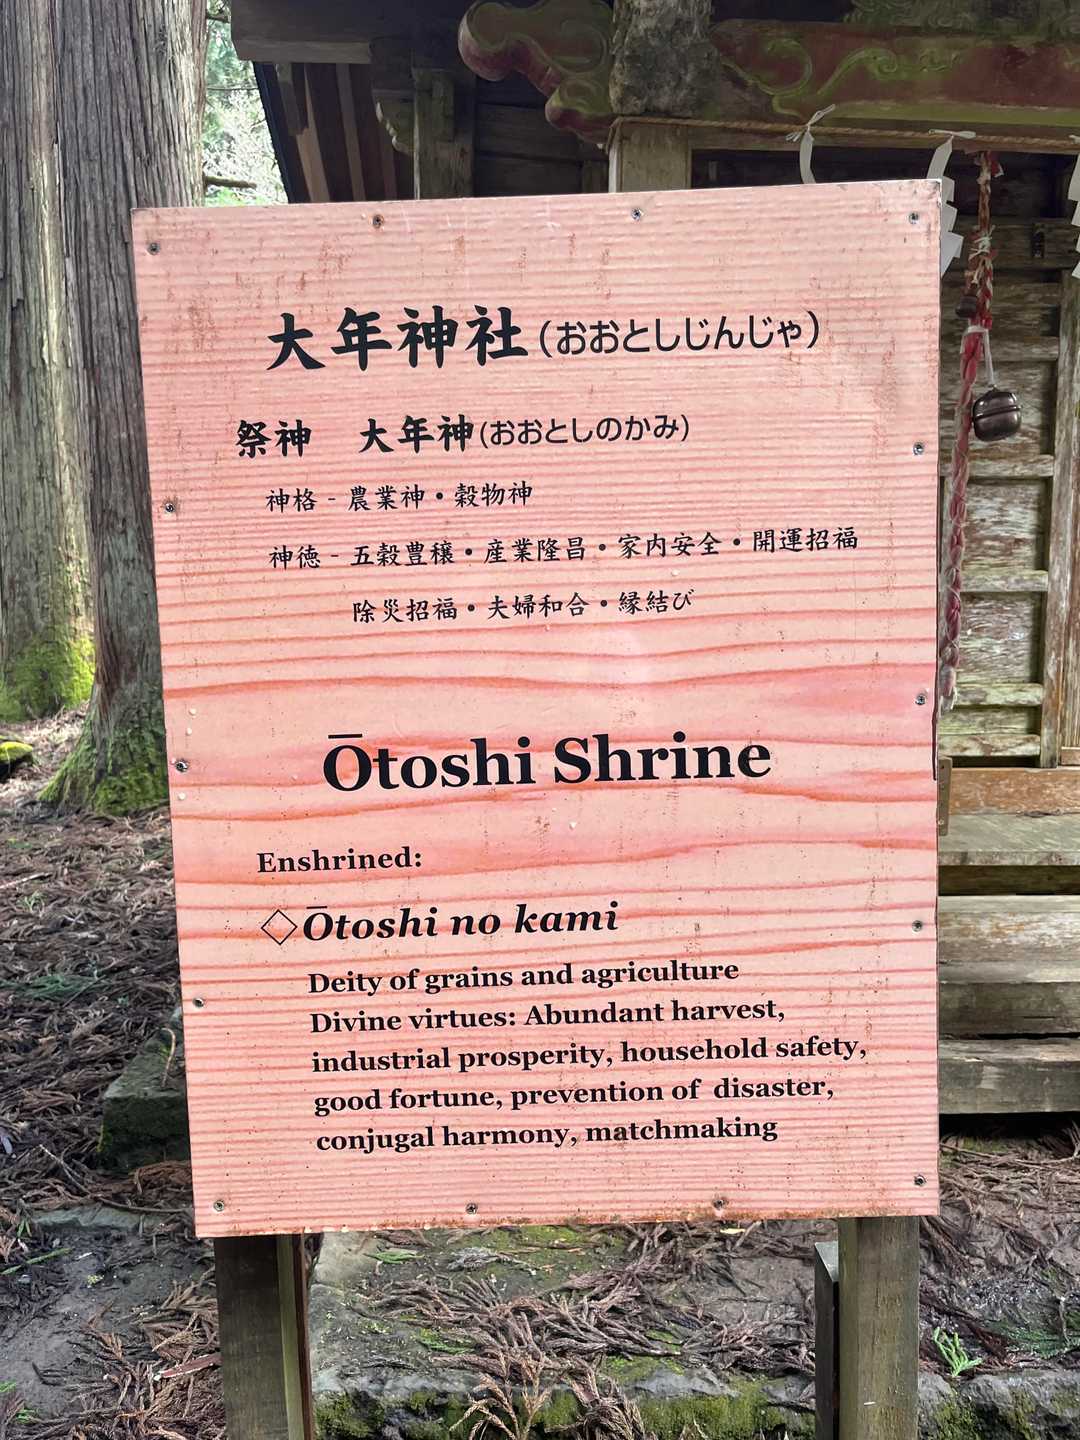 大年神社(おおとしじんじゃ)
祭神　大年神(おおとしのかみ)
神格 - 農業神・穀物神
神徳 - 五穀豊穣・産業隆昌・家内安全・開運招福
除災招福・夫婦和合・縁結び
Ōtoshi Shrine
Enshrined:
◇Ōtoshi no kami
Deity of grains and agriculture
Divine virtues: Abundant harvest,
industrial prosperity, household safety,
good fortune, prevention of disaster,
conjugal harmony, matchmaking